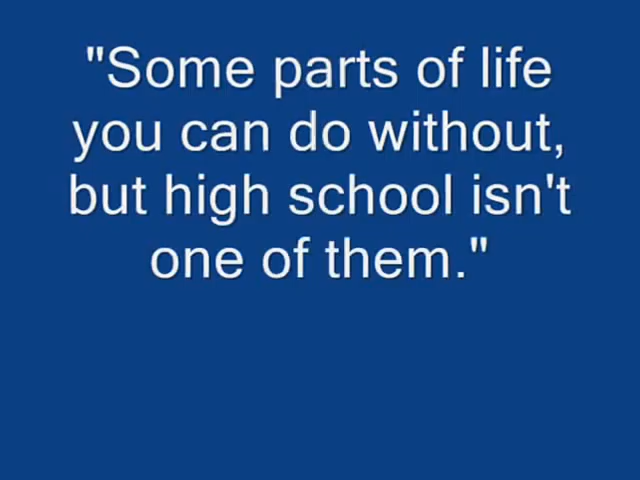 "Some parts of life
you can do without,
but high school isn't
one of them."